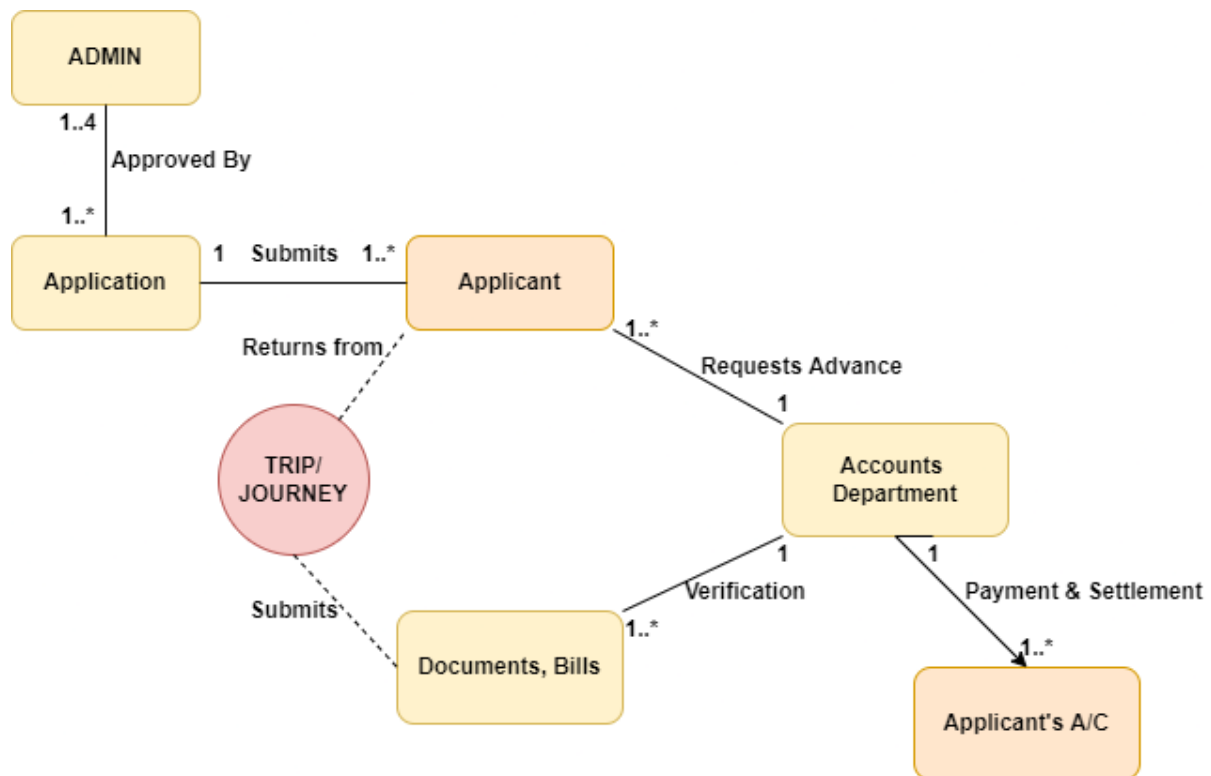 ADMIN
1..4
Approved By
1..*
Application
1 Submits 1..*
Applicant
Returns from
1..*
Requests Advance
1
TRIP/
JOURNEY
Accounts
Department
Submits
1
Verification
1..*
Documents, Bills
1
Payment & Settlement
1..*
Applicant's A/C